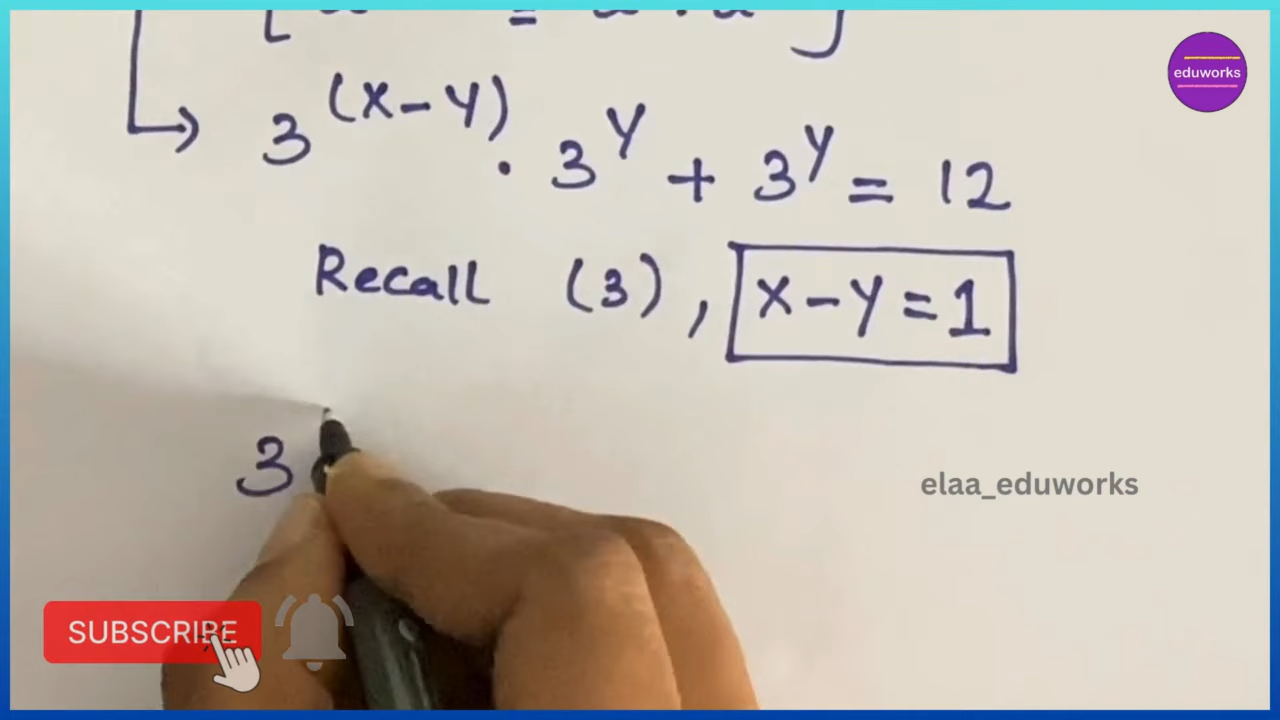 eduworks
3^(x-y) · 3^y + 3^y = 12
Recall (3), x-y=1
3
elaa_eduworks
SUBSCRIBE